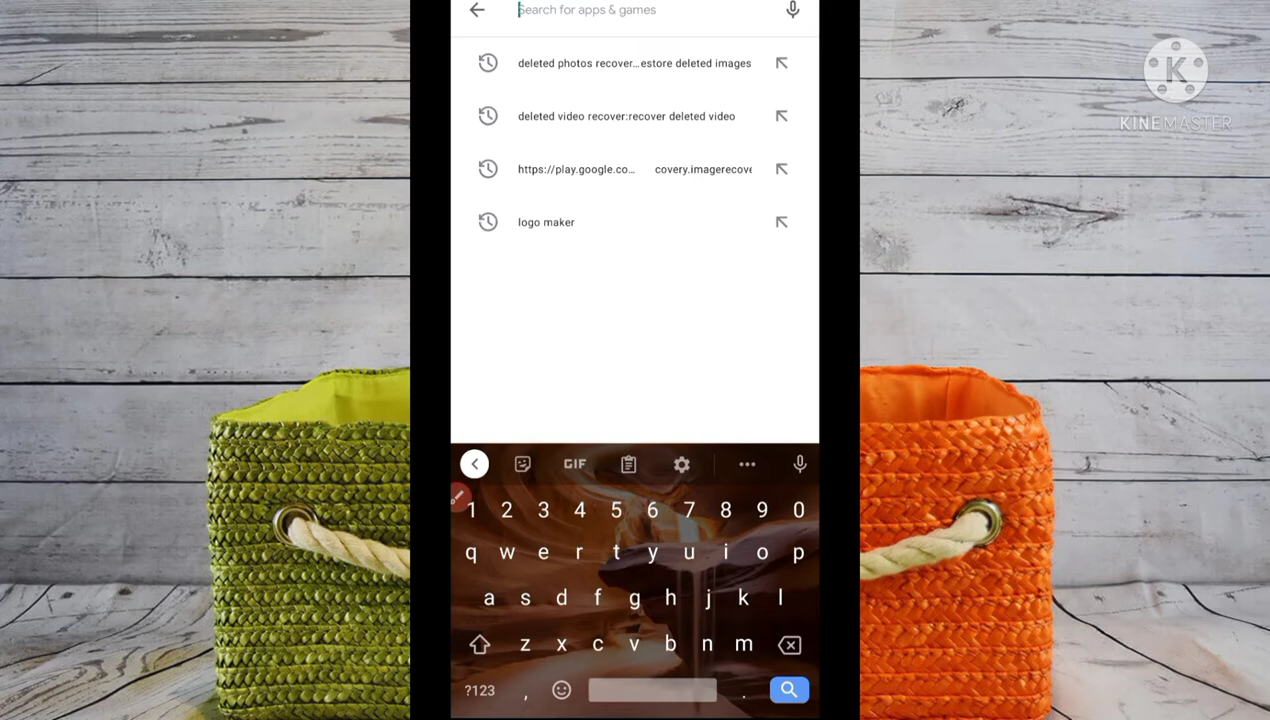 Search for apps & games
deleted photos recover...estore deleted images
deleted video recover:recover deleted video
https://play.google.co... covery.imagerecove
logo maker
KINEMASTER
GIF
1 2 3 4 5 6 7 8 9 0
q w e r t y u i o p
a s d f g h j k l
z x c v b n m
?123 , .